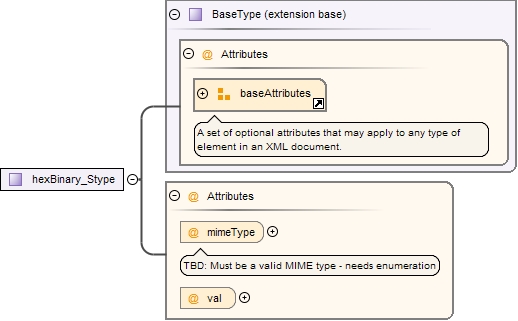 BaseType (extension base)
@ Attributes
baseAttributes
A set of optional attributes that may apply to any type of
element in an XML document.
hexBinary_Stype
@ Attributes
@ mimeType
TBD: Must be a valid MIME type - needs enumeration
@ val